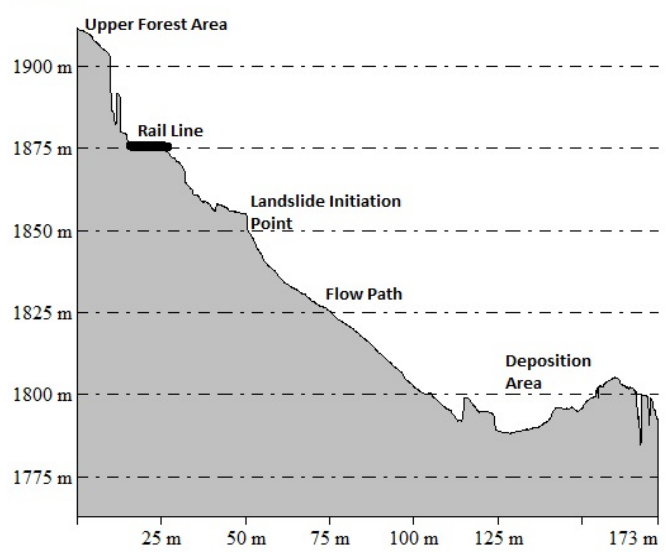 Upper Forest Area
1900 m
Rail Line
1875 m
Landslide Initiation
Point
1850 m
Flow Path
1825 m
Deposition
Area
1800 m
1775 m
25 m 50 m 75 m 100 m 125 m 173 m